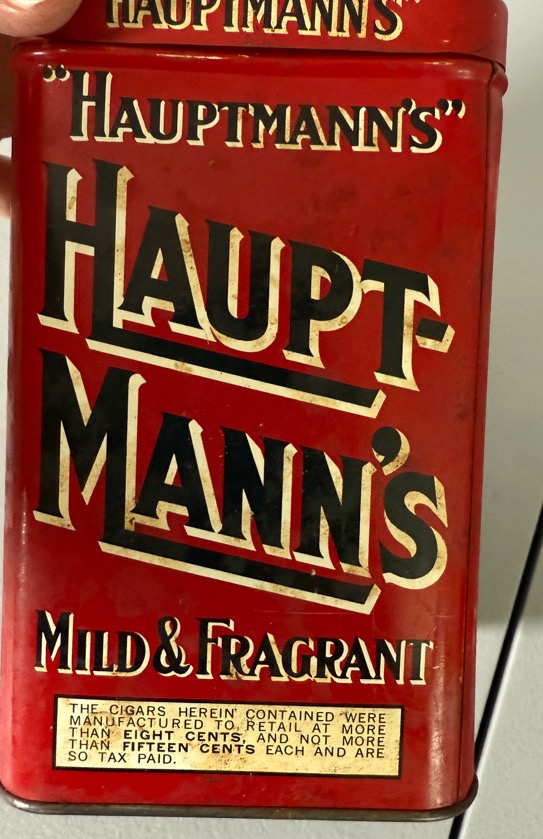 HAUPTMANN'S"
"HAUPTMANN'S"
HAUPT-
MANN'S
MILD & FRAGRANT
THE CIGARS HEREIN CONTAINED WERE
MANUFACTURED TO RETAIL AT MORE
THAN EIGHT CENTS, AND NOT MORE
THAN FIFTEEN CENTS EACH AND ARE
SO TAX PAID.